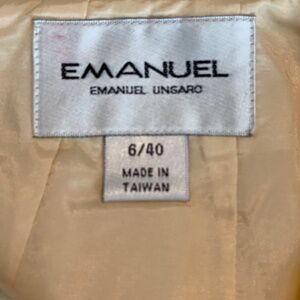 EMANUEL
EMANUEL UNGARO
6/40
MADE IN
TAIWAN